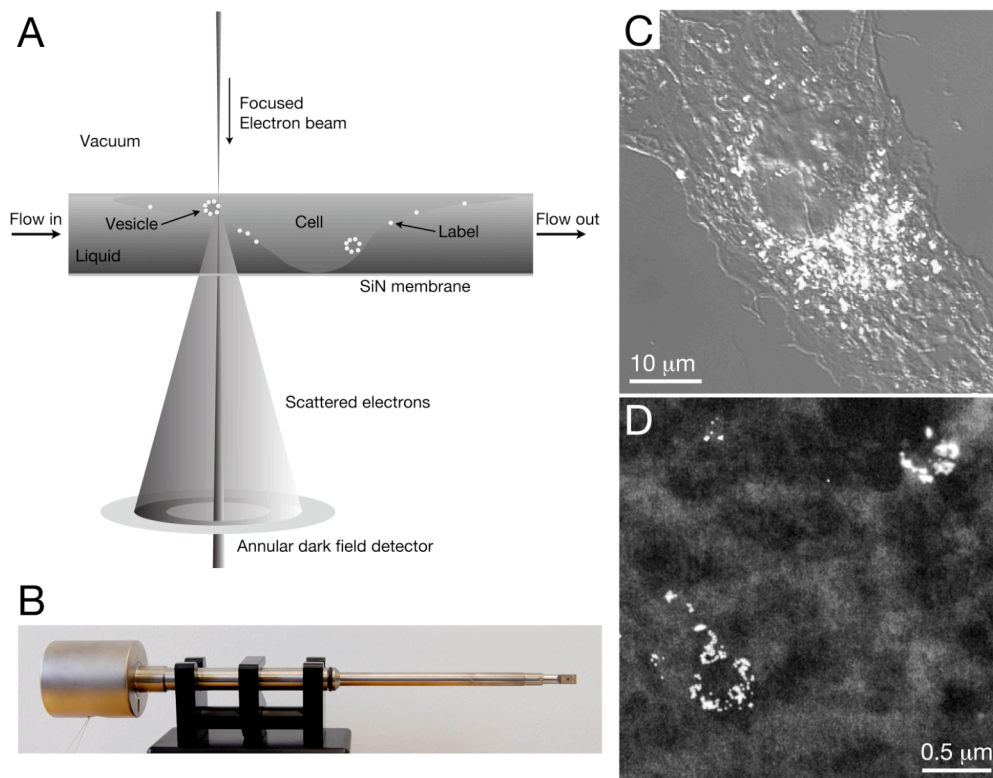 A
Focused
Electron beam
Vacuum
Flow in
Vesicle
Cell
Label
Flow out
Liquid
SiN membrane
Scattered electrons
Annular dark field detector
B
C
10 μm
D
0.5 μm